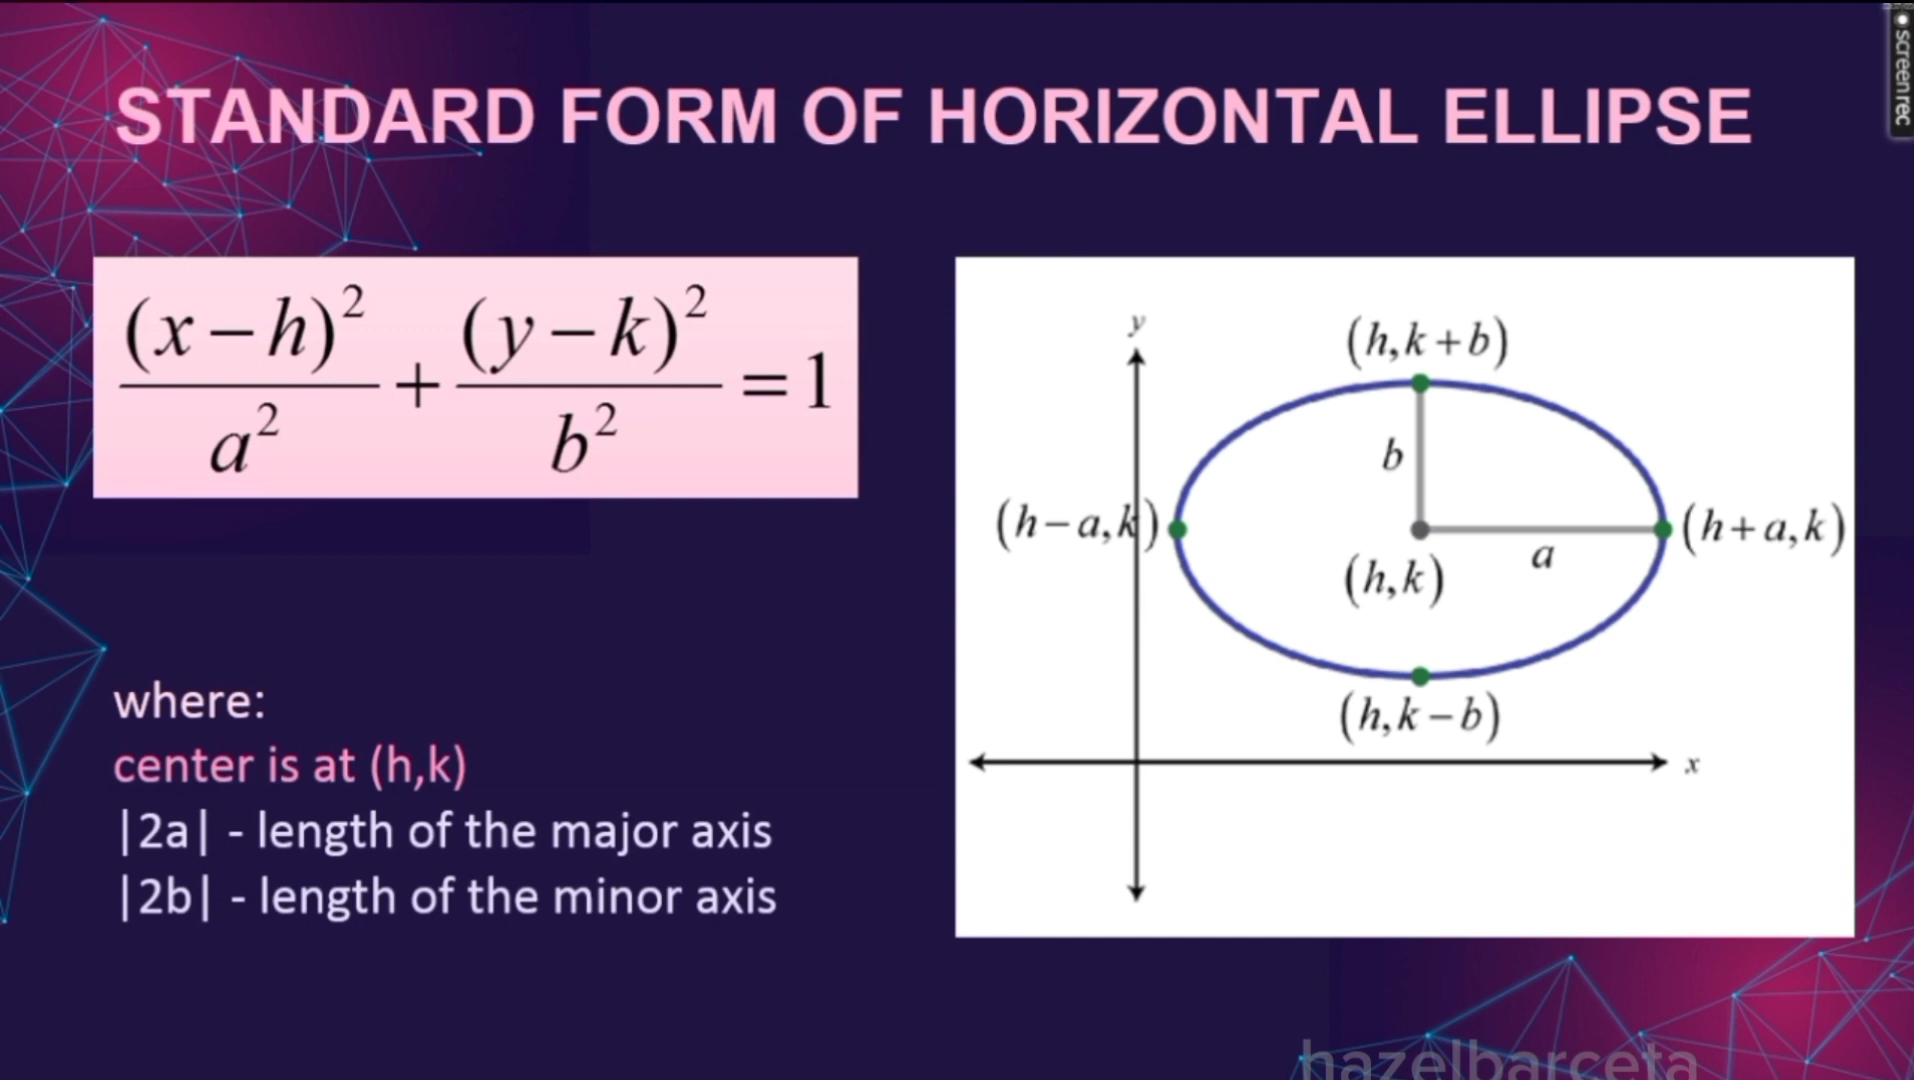 screenrec
STANDARD FORM OF HORIZONTAL ELLIPSE
(x−h)²/a² + (y−k)²/b² = 1
where:
center is at (h,k)
|2a| - length of the major axis
|2b| - length of the minor axis
y
(h,k+b)
b
(h−a,k)
(h+a,k)
a
(h,k)
(h,k−b)
x
hazelbarceta